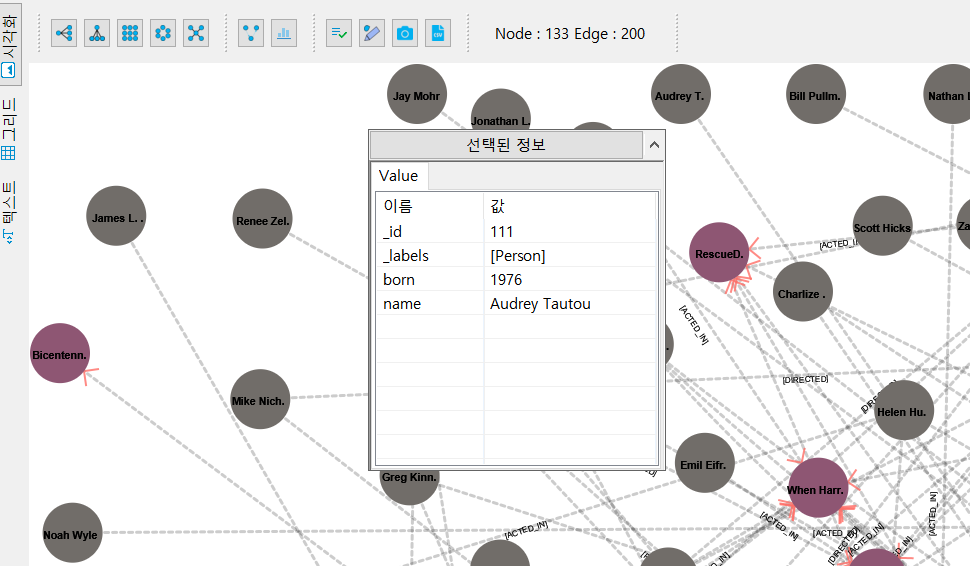 시각화
그리드
텍스트
CSV
Node : 133 Edge : 200
Jay Mohr
Jonathan L.
Audrey T.
Bill Pullm.
Nathan
선택된 정보
Value
이름 값
_id 111
_labels [Person]
born 1976
name Audrey Tautou
James L. .
Renee Zel.
Scott Hicks
Za
RescueD.
[ACTED_I
Charlize .
[ACTED_IN]
Bicentenn.
[DIRECTED]
Mike Nich.
Helen Hu.
Emil Eifr.
Greg Kinn.
When Harr.
Noah Wyle
[ACTED_IN]
[ACTED_IN]
[ACTED_IN]
[ACTED_IN]